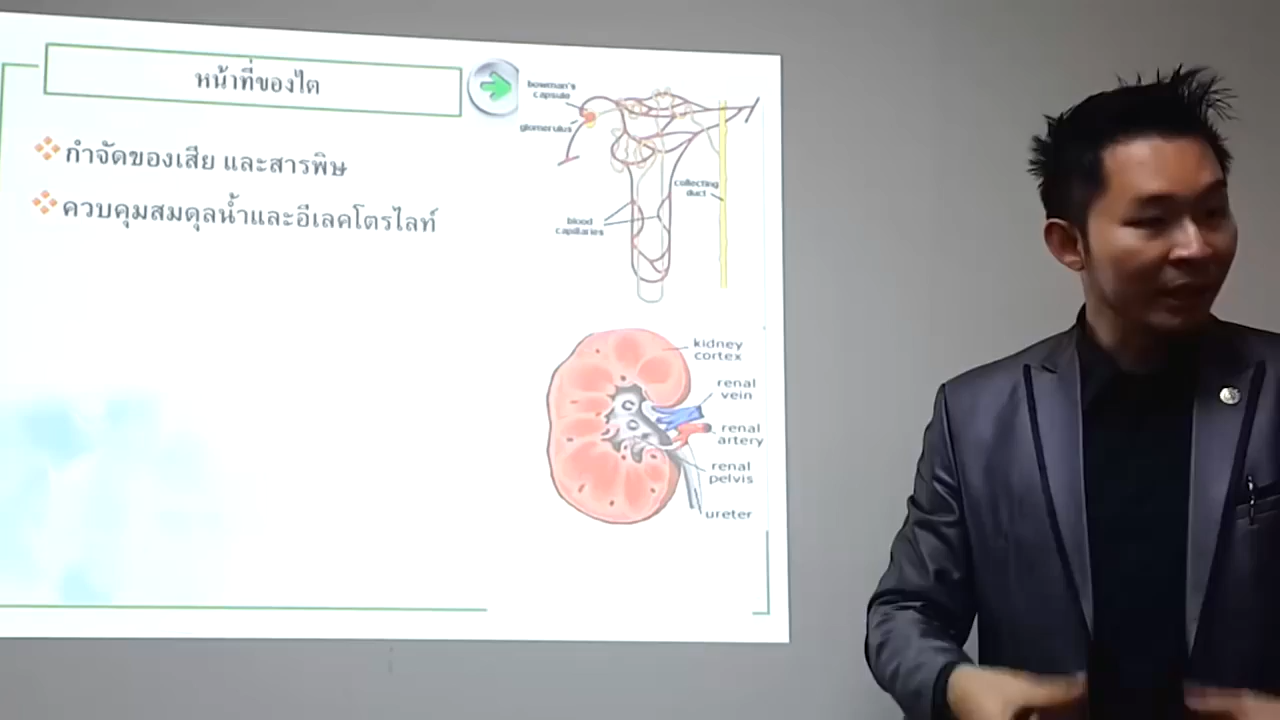 หน้าที่ของไต
กำจัดของเสีย และสารพิษ
ควบคุมสมดุลน้ำและอีเลคโตรไลท์
bowman's
capsule
glomerulus
collecting
duct
blood
capillaries
kidney
cortex
renal
vein
renal
artery
renal
pelvis
ureter